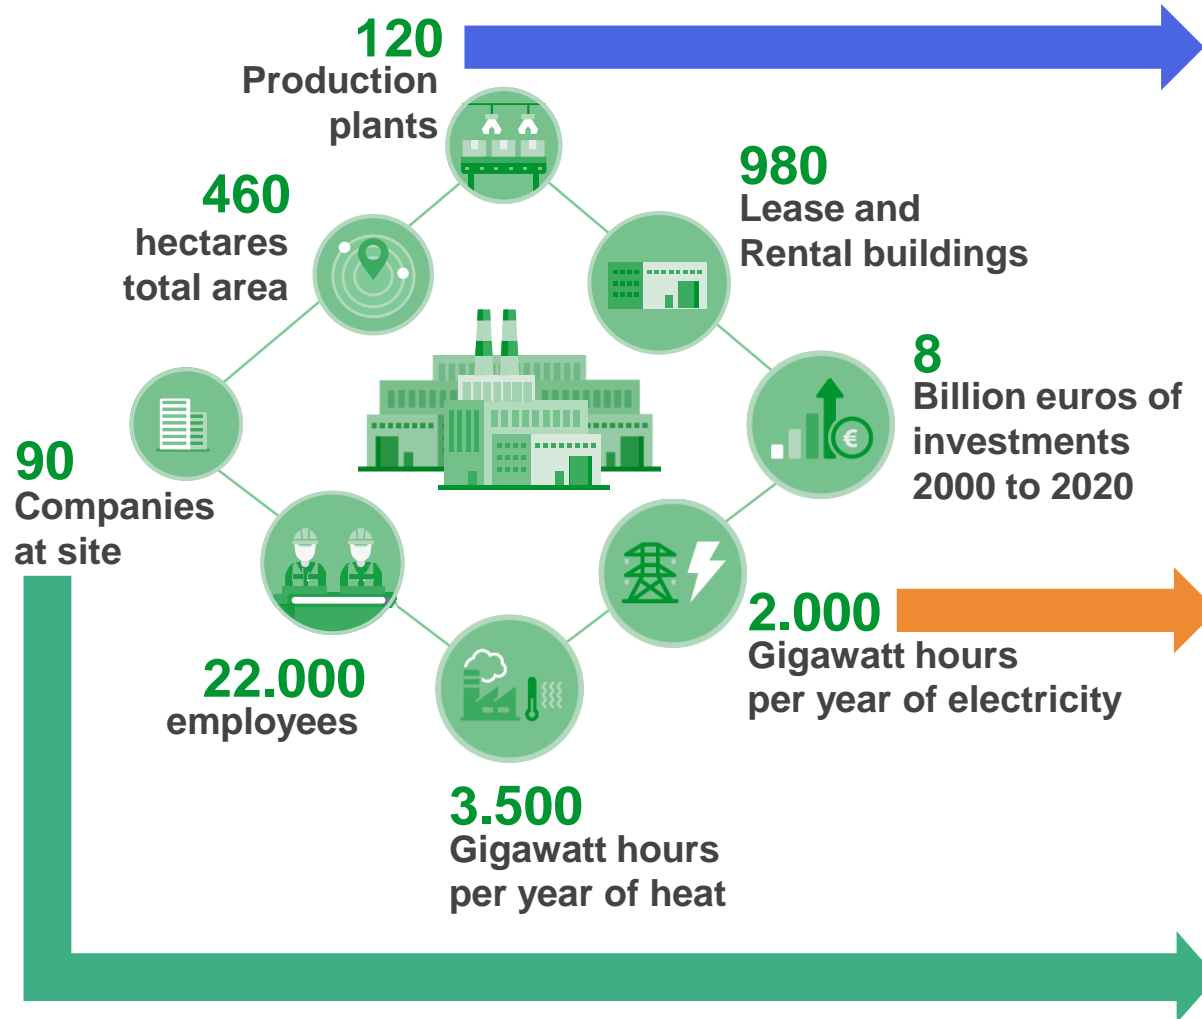 120
Production
plants
980
Lease and
Rental buildings
460
hectares
total area
8
Billion euros of
investments
2000 to 2020
90
Companies
at site
2.000
Gigawatt hours
per year of electricity
22.000
employees
3.500
Gigawatt hours
per year of heat
€